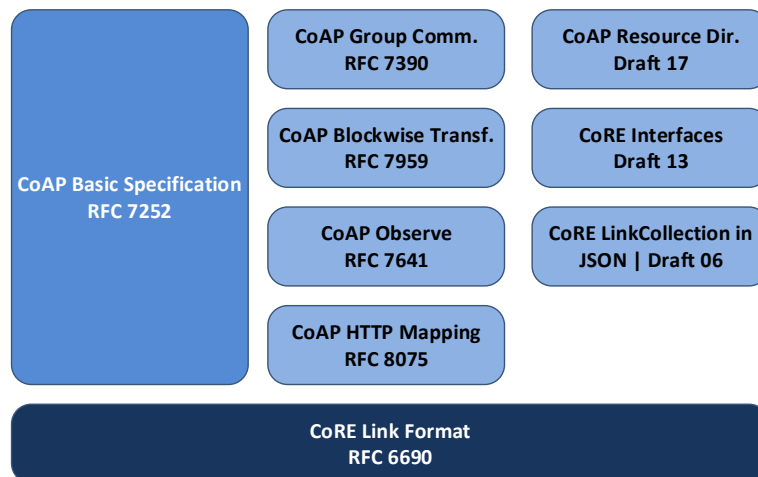 CoAP Basic Specification
RFC 7252
CoAP Group Comm.
RFC 7390
CoAP Blockwise Transf.
RFC 7959
CoAP Observe
RFC 7641
CoAP HTTP Mapping
RFC 8075
CoAP Resource Dir.
Draft 17
CoRE Interfaces
Draft 13
CoRE LinkCollection in
JSON | Draft 06
CoRE Link Format
RFC 6690